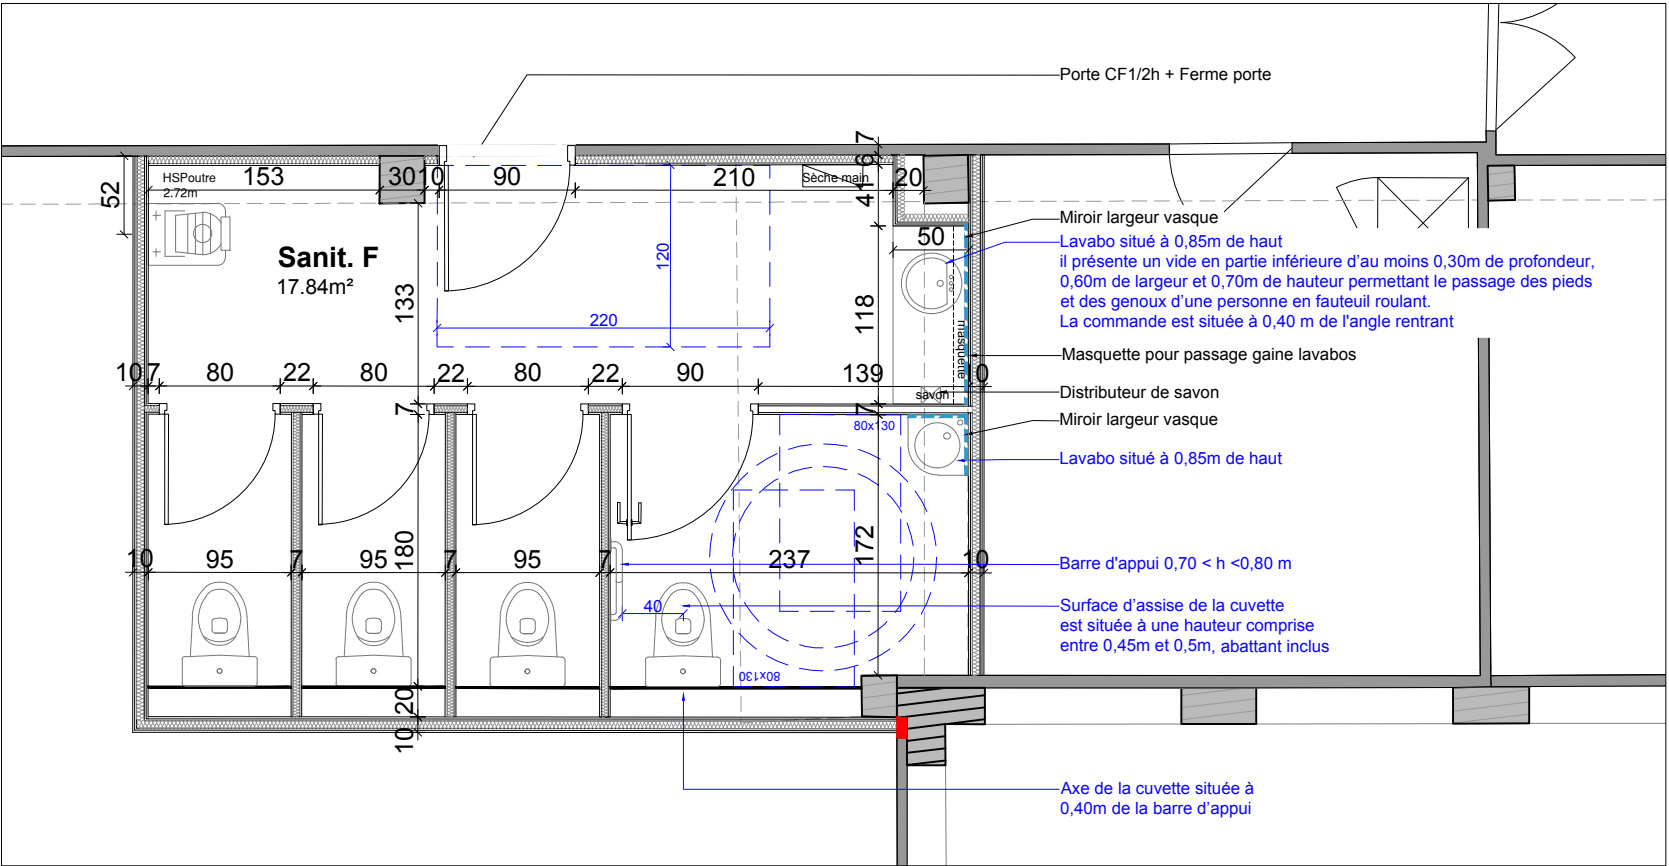 Porte CF1/2h + Ferme porte
7
6
HSPoutre
2.72m
52
153
30
10
90
210
Sèche main
41
20
Sanit. F
17.84m²
133
120
220
50
118
masquette
Miroir largeur vasque
Lavabo situé à 0,85m de haut
il présente un vide en partie inférieure d'au moins 0,30m de profondeur,
0,60m de largeur et 0,70m de hauteur permettant le passage des pieds
et des genoux d'une personne en fauteuil roulant.
La commande est située à 0,40 m de l'angle rentrant
Masquette pour passage gaine lavabos
10
7
80
22
80
22
80
22
90
139
savon
Distributeur de savon
7
7
80x130
Miroir largeur vasque
Lavabo situé à 0,85m de haut
10
95
7
95
7
95
7
180
237
172
10
Barre d'appui 0,70 < h <0,80 m
40
Surface d'assise de la cuvette
est située à une hauteur comprise
entre 0,45m et 0,5m, abattant inclus
80x130
20
10
Axe de la cuvette située à
0,40m de la barre d'appui